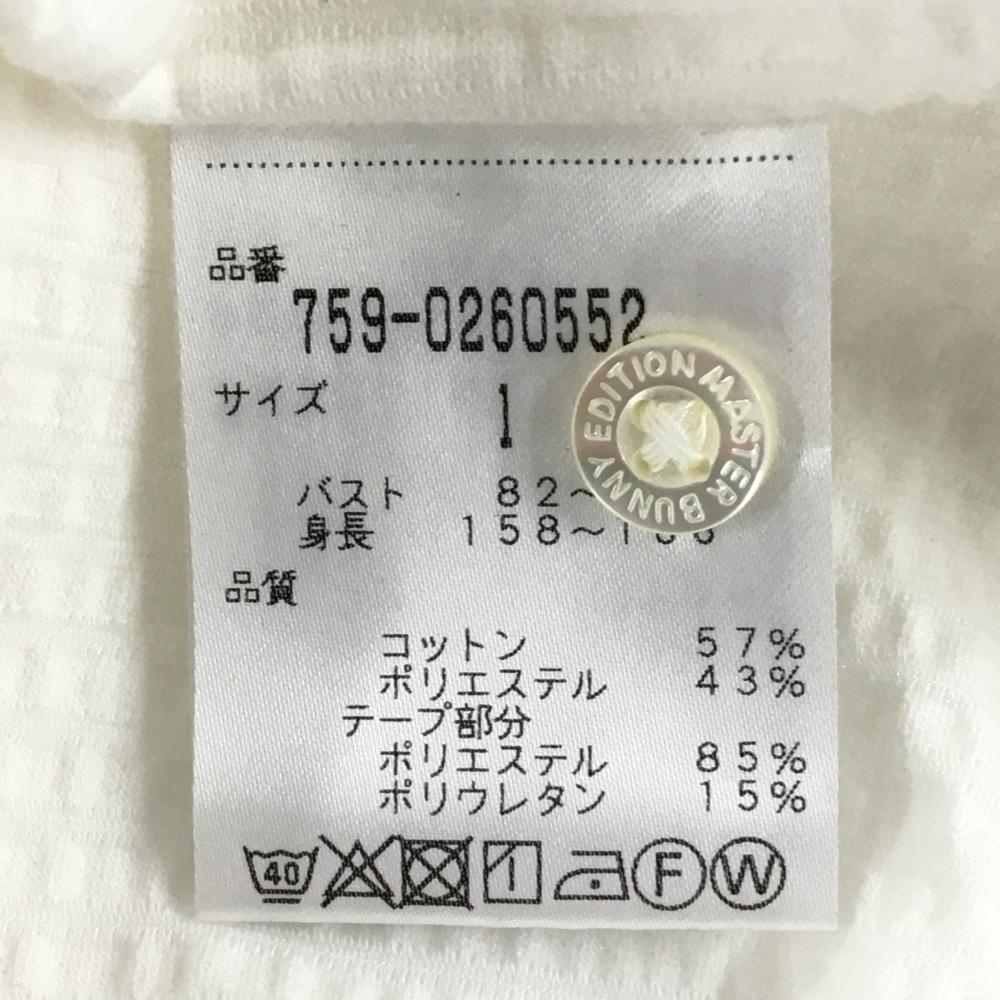 品番
759-0260552
サイズ 1
バスト 82~
身長 158~1
品質
コットン 57%
ポリエステル 43%
テープ部分
ポリエステル 85%
ポリウレタン 15%
40 1 F W
MASTER BUNNY EDITION